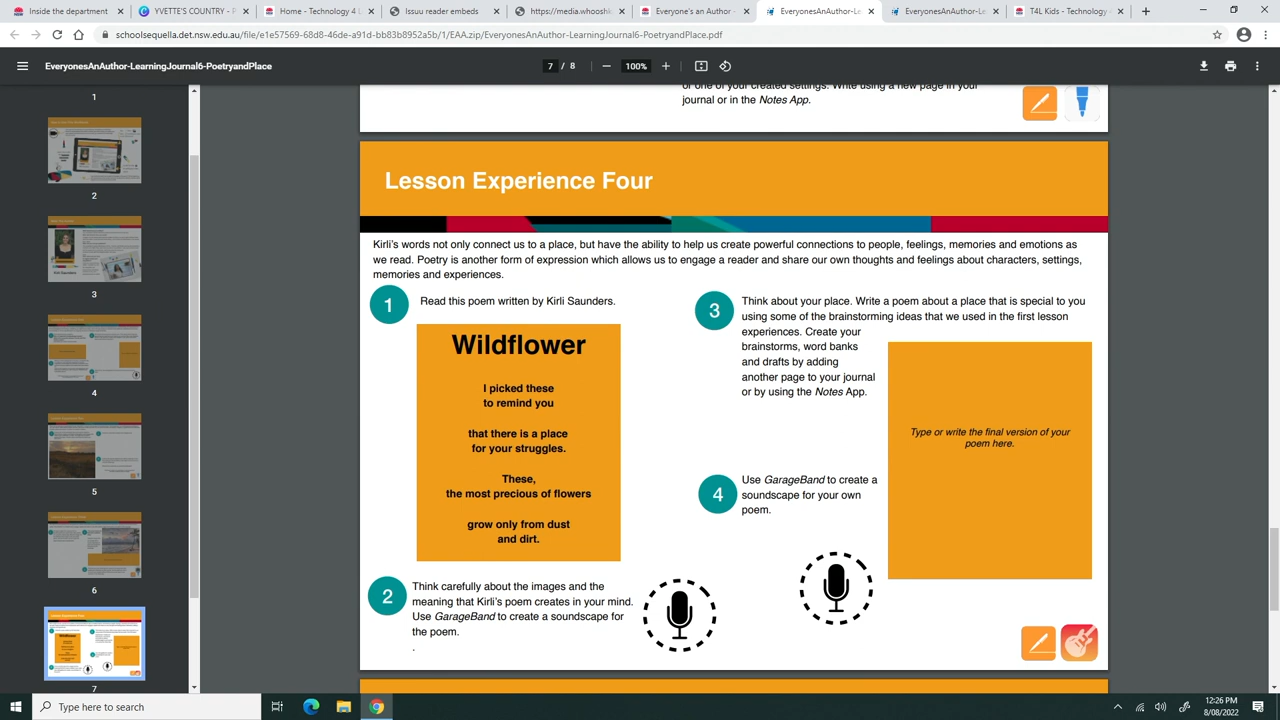 Inside the department
YVETTE'S COUNTRY - P
Home - Technology 4 L
Issuu reader embeds
https://media.wooshkii
Everyone's an Author -
EveryonesAnAuthor-Le
EveryonesAnAuthor-Le
T4L Kids - Technology
schoolsequella.det.nsw.edu.au/file/e1e57569-68d8-46de-a91d-bb83b8952a5b/1/EAA.zip/EveryonesAnAuthor-LearningJournal6-PoetryandPlace.pdf
EveryonesAnAuthor-LearningJournal6-PoetryandPlace
7 / 8
100%
1
2
3
4
5
6
7
or one of your created settings. Write using a new page in your
journal or in the Notes App.
Lesson Experience Four
Kirli's words not only connect us to a place, but have the ability to help us create powerful connections to people, feelings, memories and emotions as
we read. Poetry is another form of expression which allows us to engage a reader and share our own thoughts and feelings about characters, settings,
memories and experiences.
1
Read this poem written by Kirli Saunders.
Wildflower
I picked these
to remind you
that there is a place
for your struggles.
These,
the most precious of flowers
grow only from dust
and dirt.
2
Think carefully about the images and the
meaning that Kirli's poem creates in your mind.
Use GarageBand to create a soundscape for
the poem.
.
3
Think about your place. Write a poem about a place that is special to you
using some of the brainstorming ideas that we used in the first lesson
experiences. Create your
brainstorms, word banks
and drafts by adding
another page to your journal
or by using the Notes App.
Type or write the final version of your
poem here.
4
Use GarageBand to create a
soundscape for your own
poem.
Type here to search
12:26 PM
8/08/2022